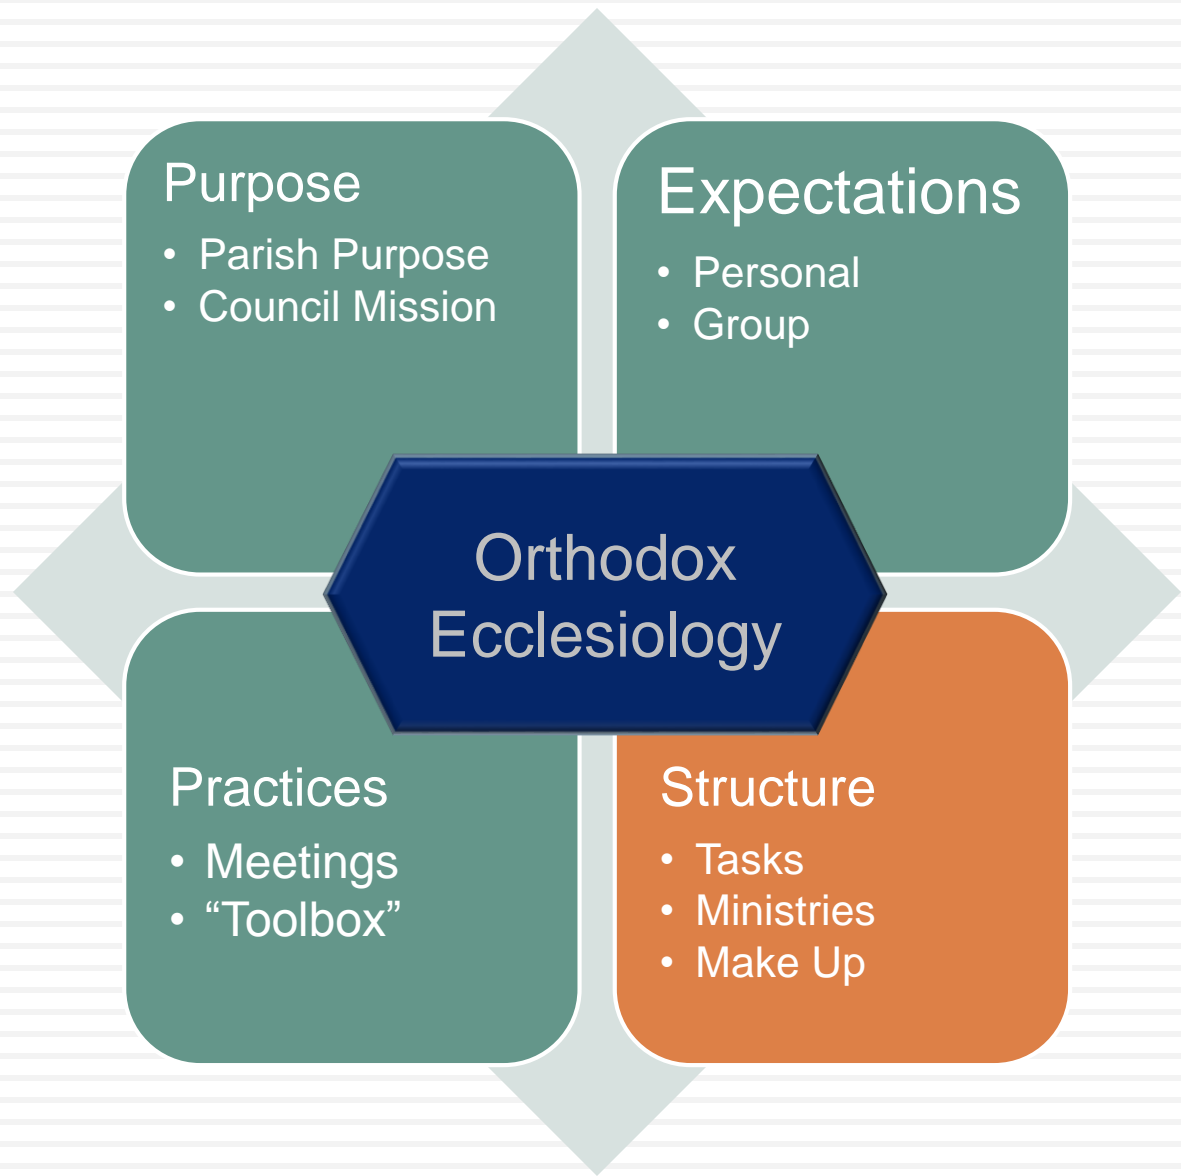 Purpose
• Parish Purpose
• Council Mission
Expectations
• Personal
• Group
Orthodox
Ecclesiology
Practices
• Meetings
• “Toolbox”
Structure
• Tasks
• Ministries
• Make Up